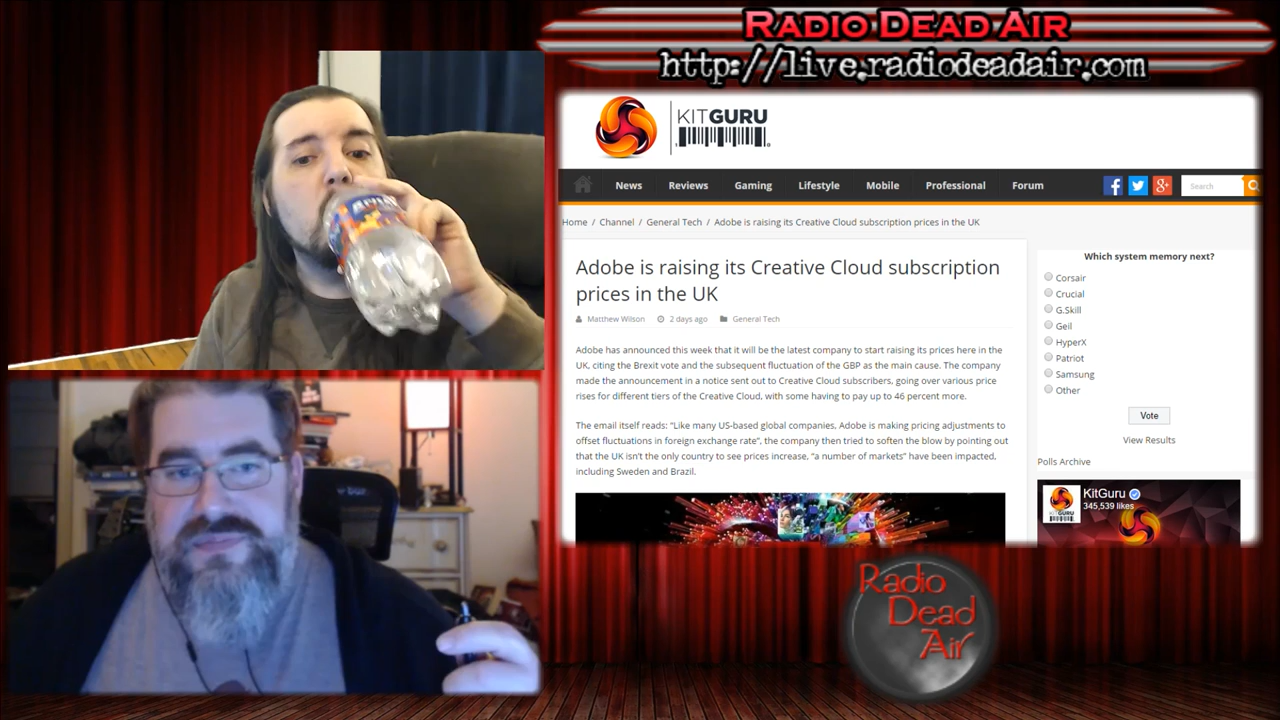 RADIO DEAD AIR
http://live.radiodeadair.com
KITGURU
News Reviews Gaming Lifestyle Mobile Professional Forum Search
Home / Channel / General Tech / Adobe is raising its Creative Cloud subscription prices in the UK
Adobe is raising its Creative Cloud subscription
prices in the UK
Matthew Wilson 2 days ago General Tech
Adobe has announced this week that it will be the latest company to start raising its prices here in the
UK, citing the Brexit vote and the subsequent fluctuation of the GBP as the main cause. The company
made the announcement in a notice sent out to Creative Cloud subscribers, going over various price
rises for different tiers of the Creative Cloud, with some having to pay up to 46 percent more.
The email itself reads: “Like many US-based global companies, Adobe is making pricing adjustments to
offset fluctuations in foreign exchange rate”, the company then tried to soften the blow by pointing out
that the UK isn’t the only country to see prices increase, “a number of markets” have been impacted,
including Sweden and Brazil.
Which system memory next?
Corsair
Crucial
G.Skill
Geil
HyperX
Patriot
Samsung
Other
Vote
View Results
Polls Archive
KitGuru
345,539 likes
Radio
Dead
Air